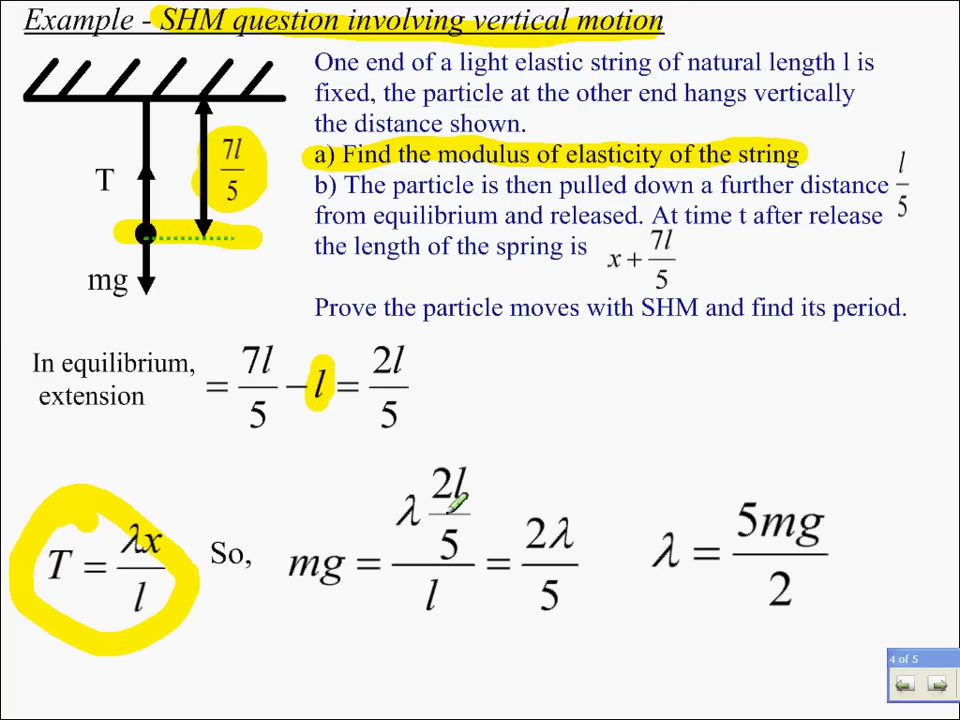 Example - SHM question involving vertical motion
One end of a light elastic string of natural length l is
fixed, the particle at the other end hangs vertically
the distance shown.
a) Find the modulus of elasticity of the string
b) The particle is then pulled down a further distance l/5
from equilibrium and released. At time t after release
the length of the spring is x + 7l/5
Prove the particle moves with SHM and find its period.
7l/5
T
mg
In equilibrium,
extension = 7l/5 − l = 2l/5
T = λx/l
So, mg = (λ 2l/5)/l = 2λ/5
λ = 5mg/2
4 of 5